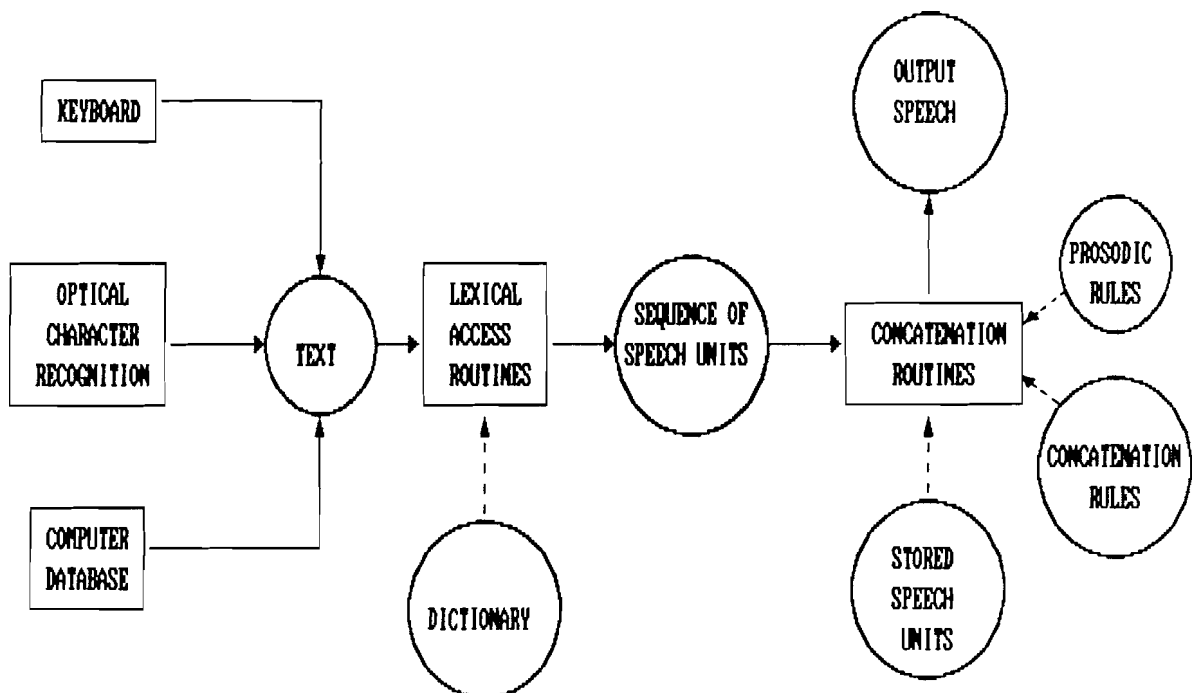 KEYBOARD
OPTICAL
CHARACTER
RECOGNITION
COMPUTER
DATABASE
TEXT
LEXICAL
ACCESS
ROUTINES
DICTIONARY
SEQUENCE OF
SPEECH UNITS
OUTPUT
SPEECH
CONCATENATION
ROUTINES
PROSODIC
RULES
CONCATENATION
RULES
STORED
SPEECH
UNITS